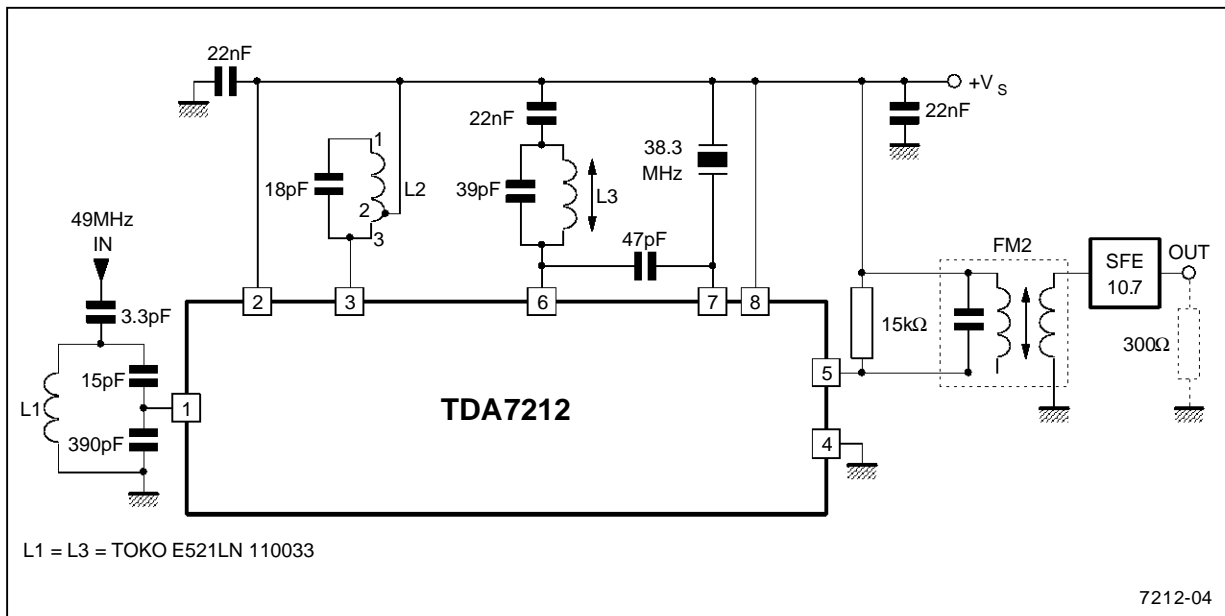 22nF
+V S
22nF
22nF
1
18pF
L2
2
3
39pF
L3
38.3
MHz
49MHz
IN
47pF
FM2
OUT
SFE
10.7
2
3
6
7
8
3.3pF
15kΩ
300Ω
15pF
L1
1
5
TDA7212
390pF
4
L1 = L3 = TOKO E521LN 110033
7212-04